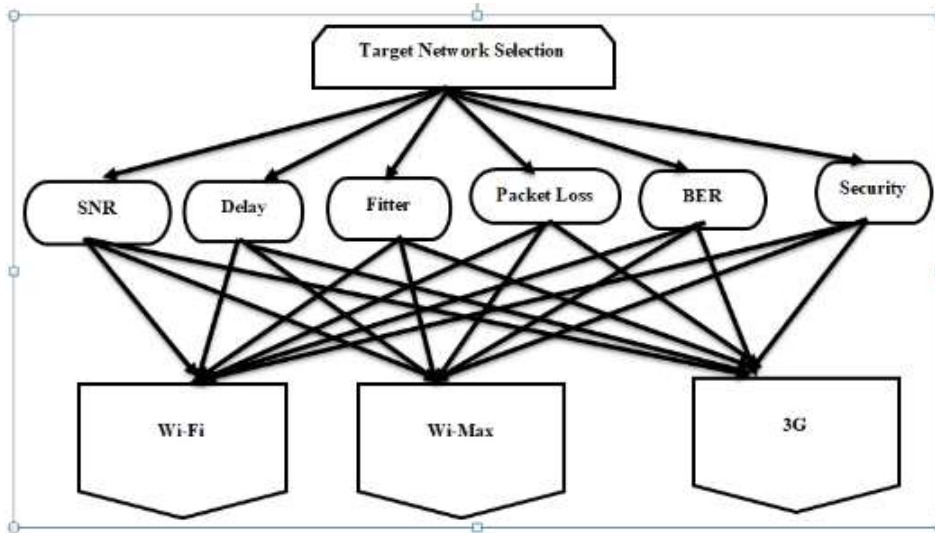 Target Network Selection
SNR
Delay
Fitter
Packet Loss
BER
Security
Wi-Fi
Wi-Max
3G